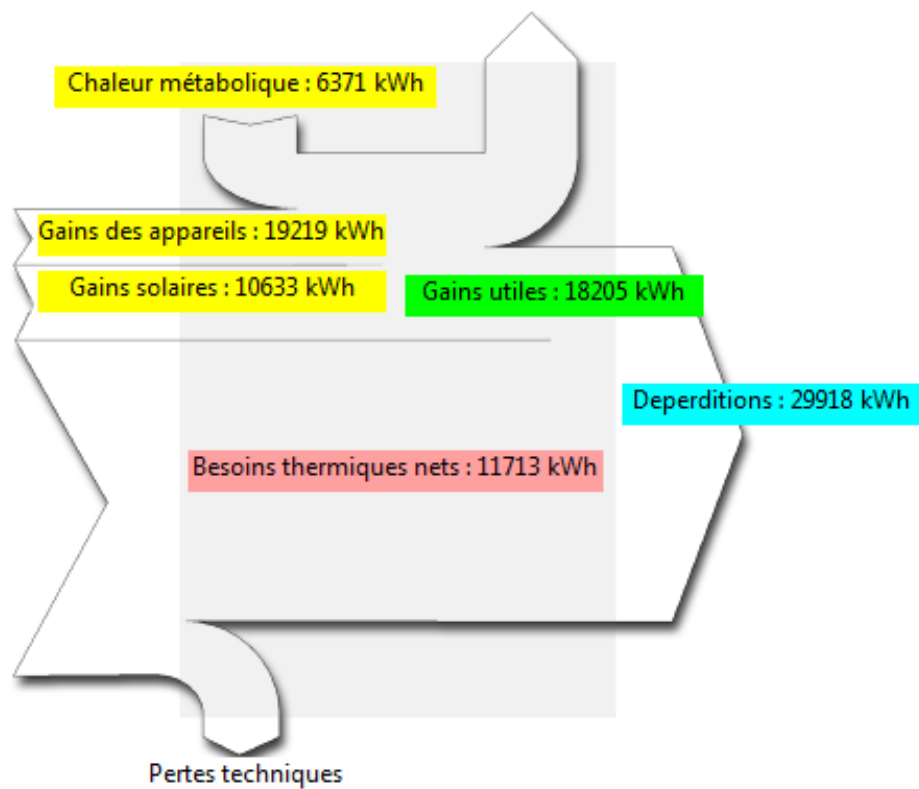 Chaleur métabolique : 6371 kWh
Gains des appareils : 19219 kWh
Gains solaires : 10633 kWh
Gains utiles : 18205 kWh
Deperditions : 29918 kWh
Besoins thermiques nets : 11713 kWh
Pertes techniques